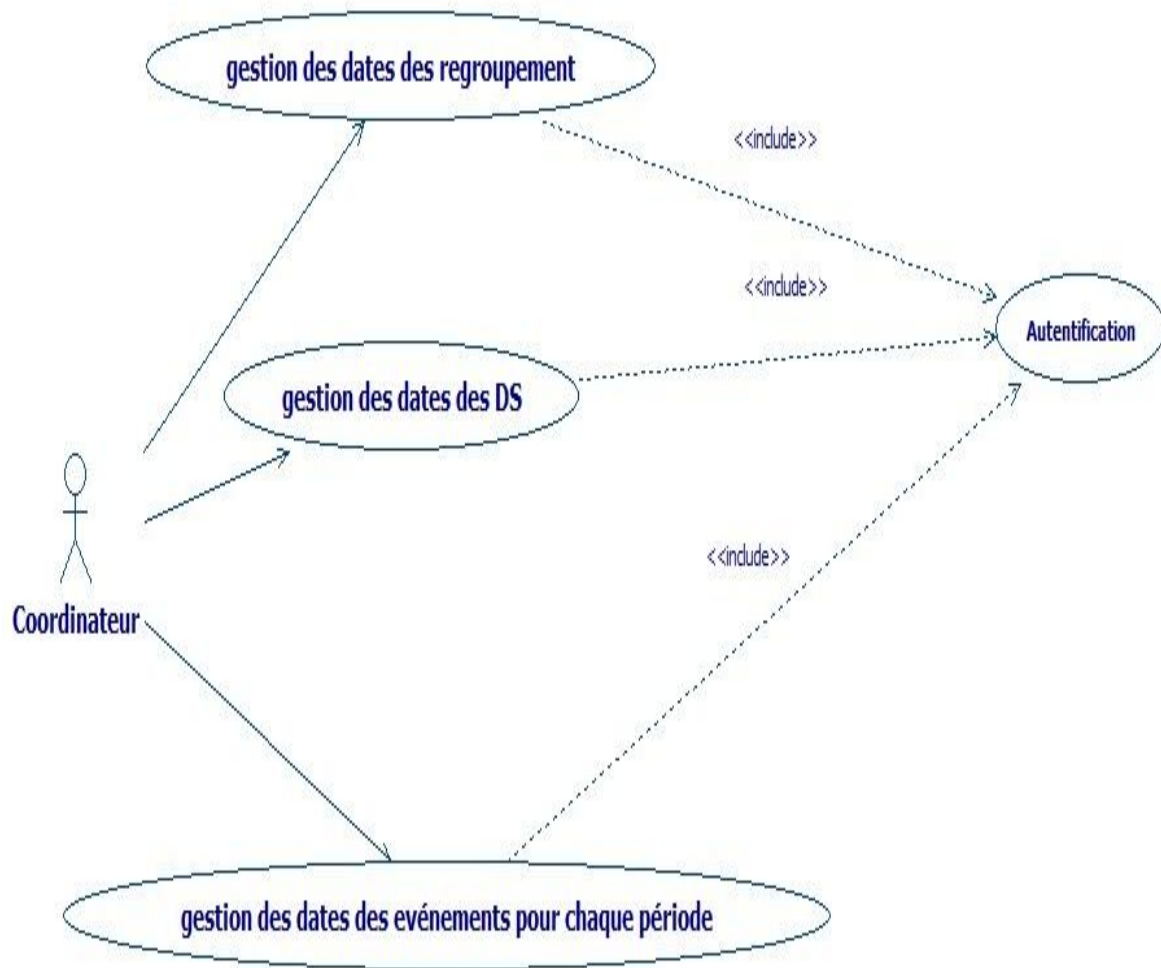 gestion des dates des regroupement
<<include>>
<<include>>
Autentification
gestion des dates des DS
<<include>>
Coordinateur
gestion des dates des evénements pour chaque période